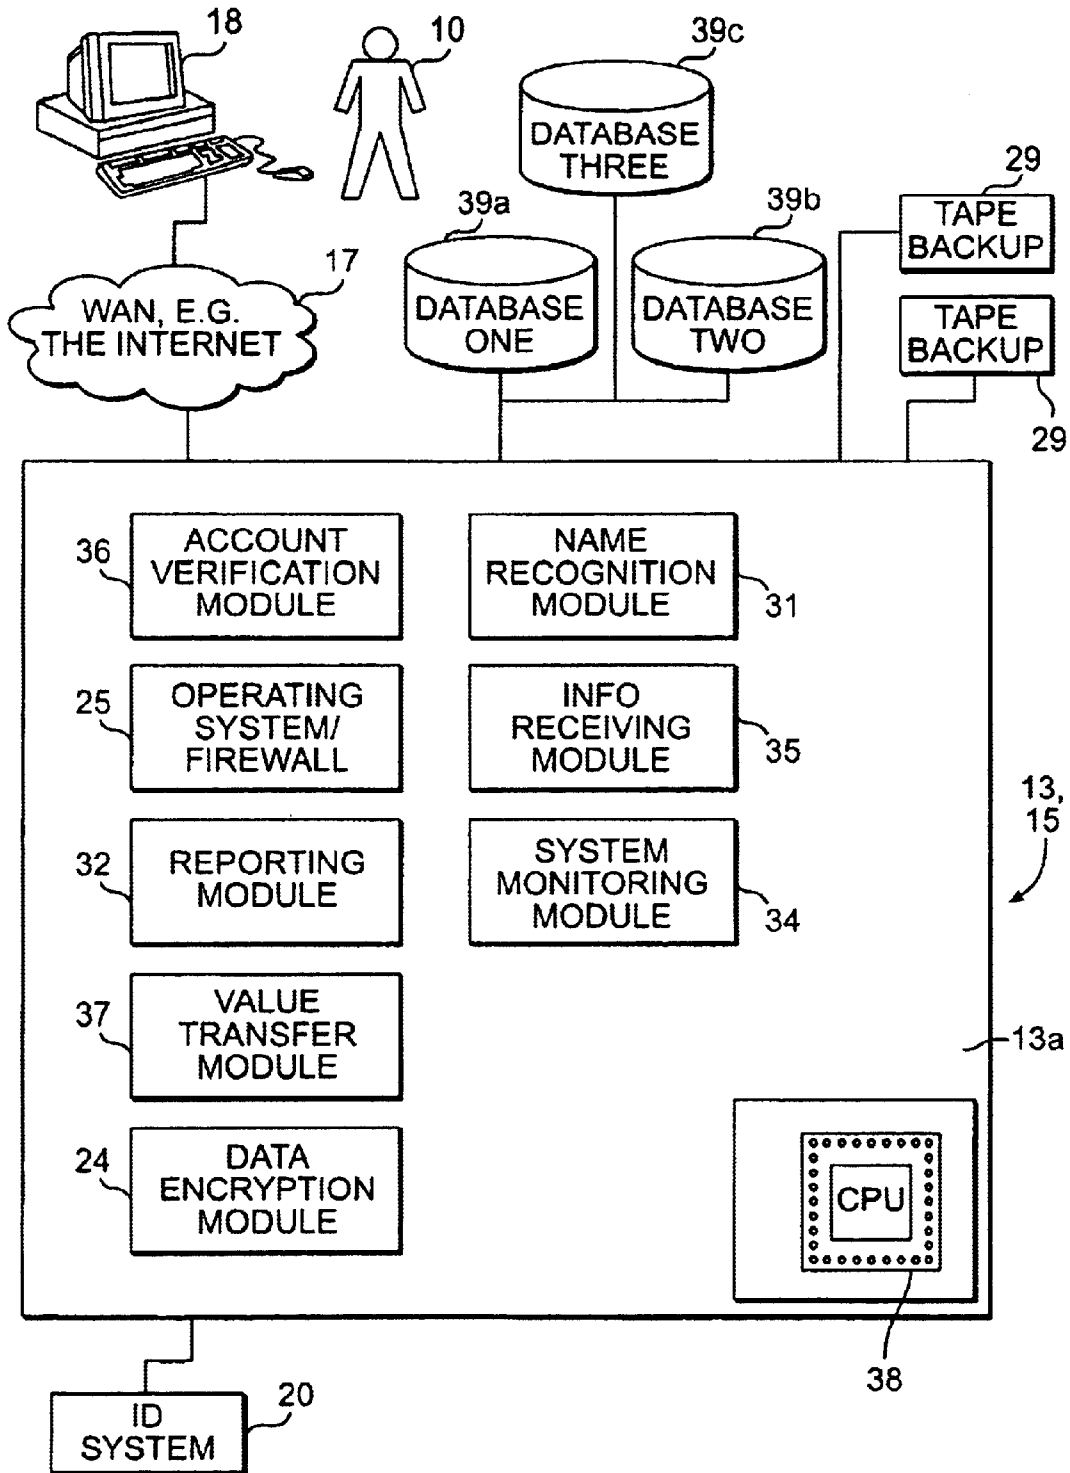 18
10
39c
DATABASE
THREE
29
TAPE
BACKUP
39a
39b
17
WAN, E.G.
THE INTERNET
DATABASE
ONE
DATABASE
TWO
TAPE
BACKUP
29
36
ACCOUNT
VERIFICATION
MODULE
NAME
RECOGNITION
MODULE
31
25
OPERATING
SYSTEM/
FIREWALL
INFO
RECEIVING
MODULE
35
13,
15
32
REPORTING
MODULE
SYSTEM
MONITORING
MODULE
34
37
VALUE
TRANSFER
MODULE
13a
24
DATA
ENCRYPTION
MODULE
CPU
38
ID
SYSTEM
20